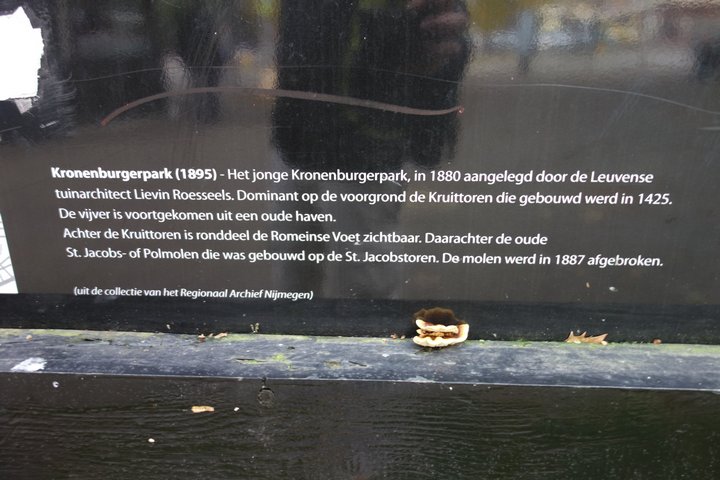 Kronenburgerpark (1895) - Het jonge Kronenburgerpark, in 1880 aangelegd door de Leuvense
tuinarchitect Lievin Roesseels. Dominant op de voorgrond de Kruittoren die gebouwd werd in 1425.
De vijver is voortgekomen uit een oude haven.
Achter de Kruittoren is ronddeel de Romeinse Voet zichtbaar. Daarachter de oude
St. Jacobs- of Polmolen die was gebouwd op de St. Jacobstoren. De molen werd in 1887 afgebroken.
(uit de collectie van het Regionaal Archief Nijmegen)